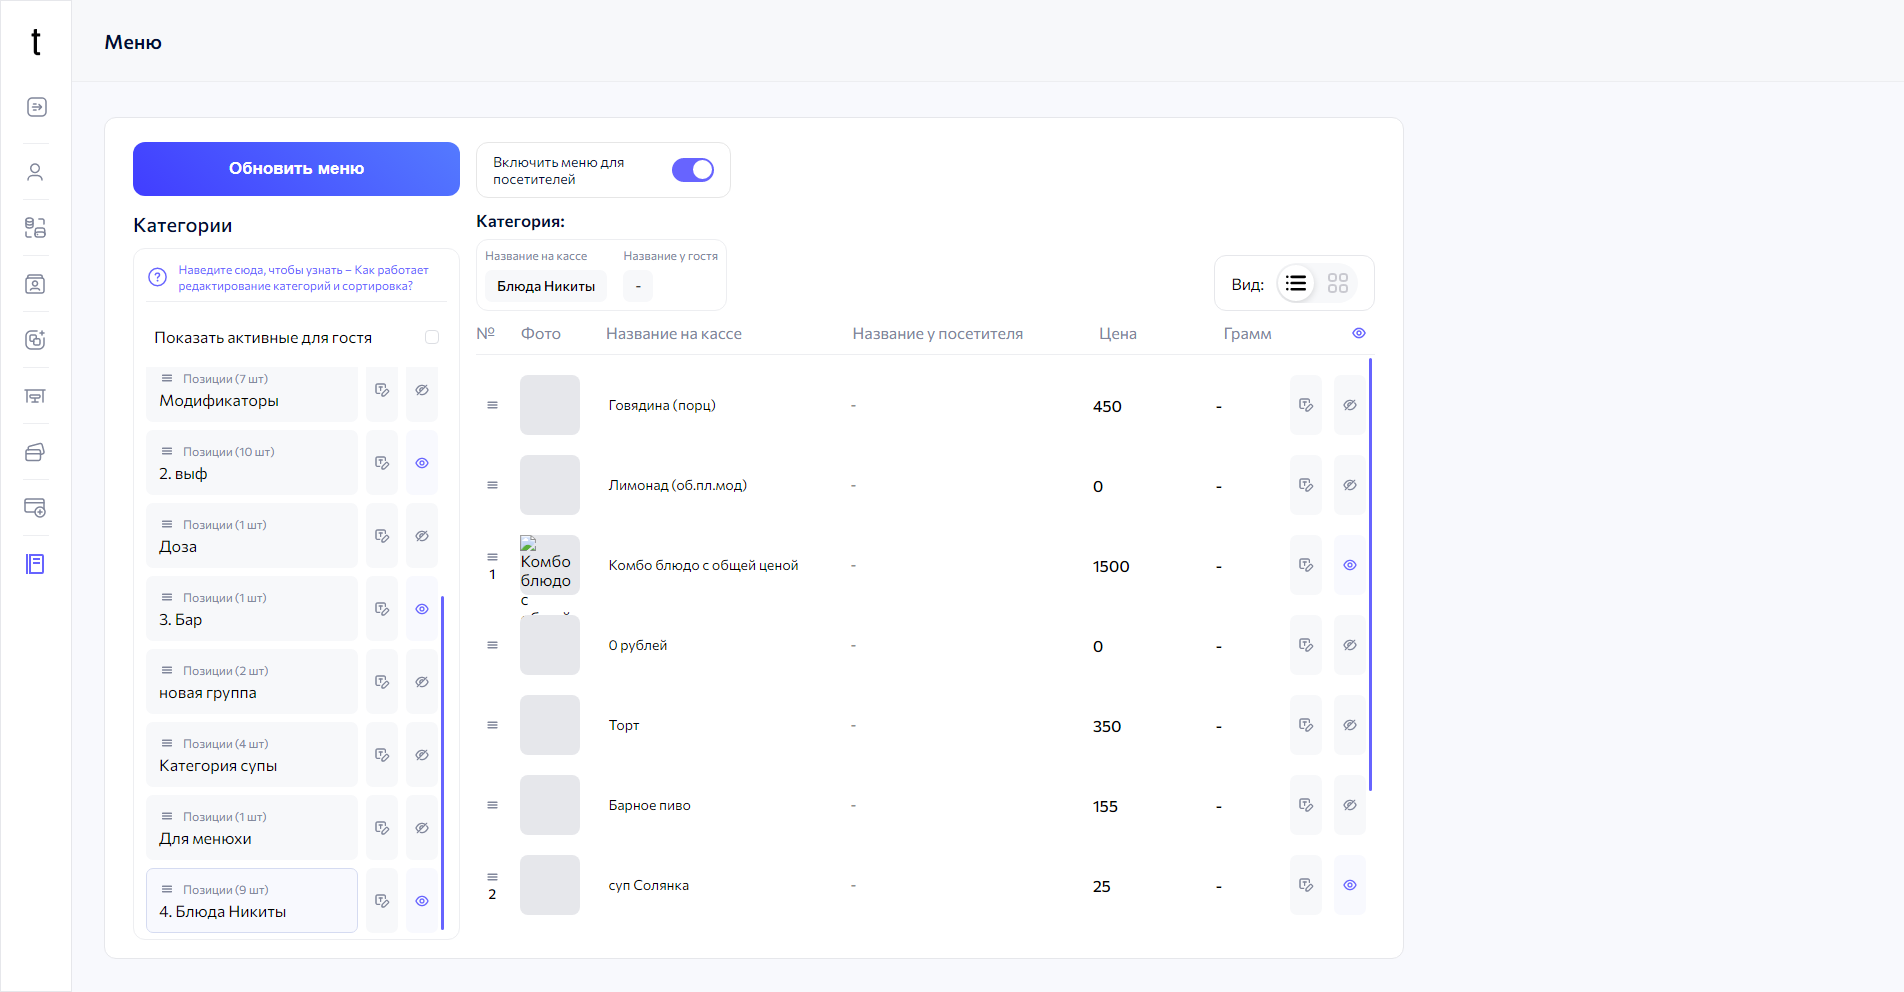 t
Меню
Обновить меню
Включить меню для
посетителей
Категории
Наведите сюда, чтобы узнать – Как работает
редактирование категорий и сортировка?
Показать активные для гостя
Позиции (7 шт)
Модификаторы
Позиции (10 шт)
2. выф
Позиции (1 шт)
Доза
Позиции (1 шт)
3. Бар
Позиции (2 шт)
новая группа
Позиции (4 шт)
Категория супы
Позиции (1 шт)
Для менюхи
Позиции (9 шт)
4. Блюда Никиты
Категория:
Название на кассе Название у гостя
Блюда Никиты -
Вид:
№ Фото Название на кассе Название у посетителя Цена Грамм
Говядина (порц) - 450 -
Лимонад (об.пл.мод) - 0 -
1
Комбо
блюдо
с
Комбо блюдо с общей ценой - 1500 -
0 рублей - 0 -
Торт - 350 -
Барное пиво - 155 -
2 суп Солянка - 25 -